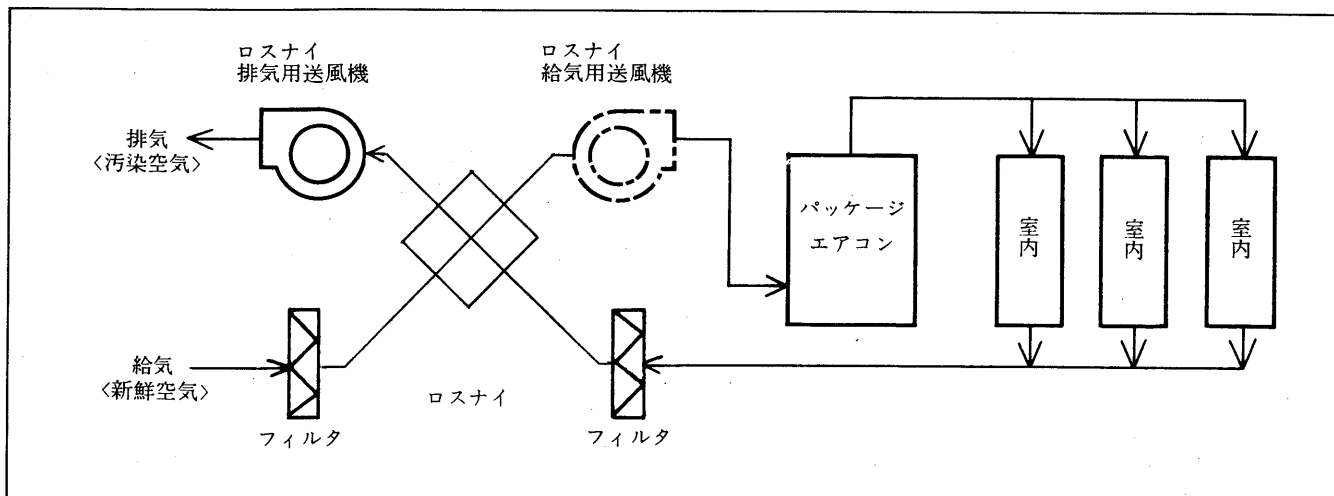 ロスナイ
排気用送風機
ロスナイ
給気用送風機
排気
〈汚染空気〉
パッケージ
エアコン
室内
室内
室内
給気
〈新鮮空気〉
ロスナイ
フィルタ
フィルタ